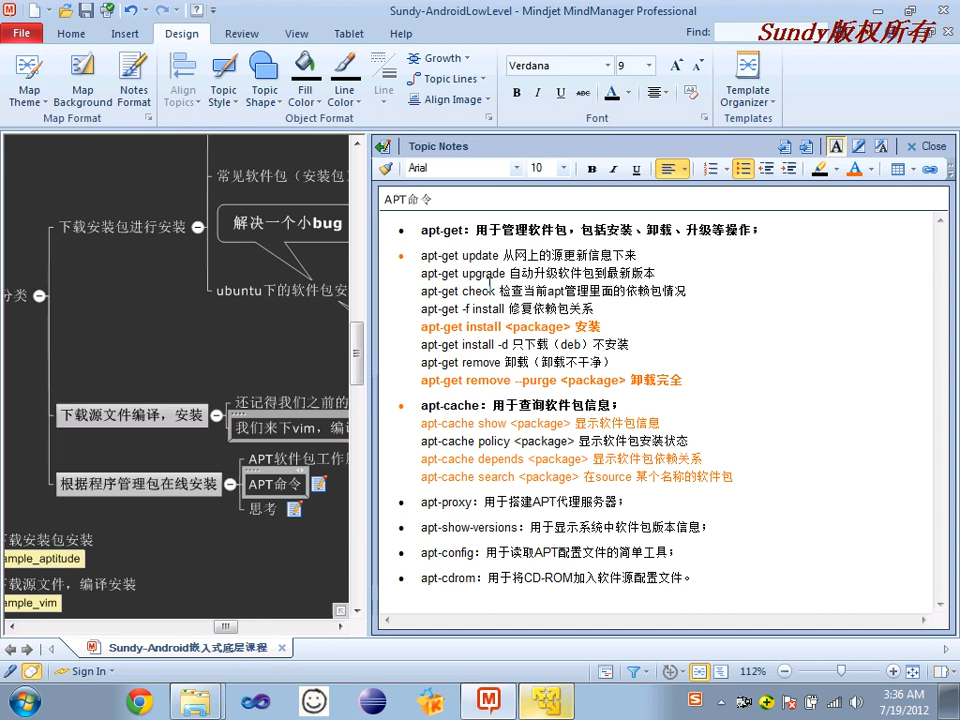 Sundy-AndroidLowLevel - Mindjet MindManager Professional
File
Home
Insert
Design
Review
View
Tablet
Help
Find:
Sundy版权所有
Map Theme
Map Background
Notes Format
Align Topics
Topic Style
Topic Shape
Fill Color
Line Color
Line
Growth
Topic Lines
Align Image
Verdana
9
B I U ABC A
Template Organizer
Map Format
Object Format
Font
Templates
常见软件包（安装包
下载安装包进行安装
解决一个小bug
ubuntu下的软件包安
分类
下载源文件编译，安装
还记得我们之前的
我们来下vim，编
根据程序管理包在线安装
APT软件包工作
APT命令
思考
下载安装包安装
ample_aptitude
下载源文件，编译安装
ample_vim
Topic Notes
Close
Arial
10
B I U
APT命令
apt-get：用于管理软件包，包括安装、卸载、升级等操作；
apt-get update 从网上的源更新信息下来
apt-get upgrade 自动升级软件包到最新版本
apt-get check 检查当前apt管理里面的依赖包情况
apt-get -f install 修复依赖包关系
apt-get install <package> 安装
apt-get install -d 只下载（deb）不安装
apt-get remove 卸载（卸载不干净）
apt-get remove --purge <package> 卸载完全
apt-cache：用于查询软件包信息；
apt-cache show <package> 显示软件包信息
apt-cache policy <package> 显示软件包安装状态
apt-cache depends <package> 显示软件包依赖关系
apt-cache search <package> 在source 某个名称的软件包
apt-proxy：用于搭建APT代理服务器；
apt-show-versions：用于显示系统中软件包版本信息；
apt-config：用于读取APT配置文件的简单工具；
apt-cdrom：用于将CD-ROM加入软件源配置文件。
Sundy-Android嵌入式底层课程
Sign In
112%
3:36 AM
7/19/2012